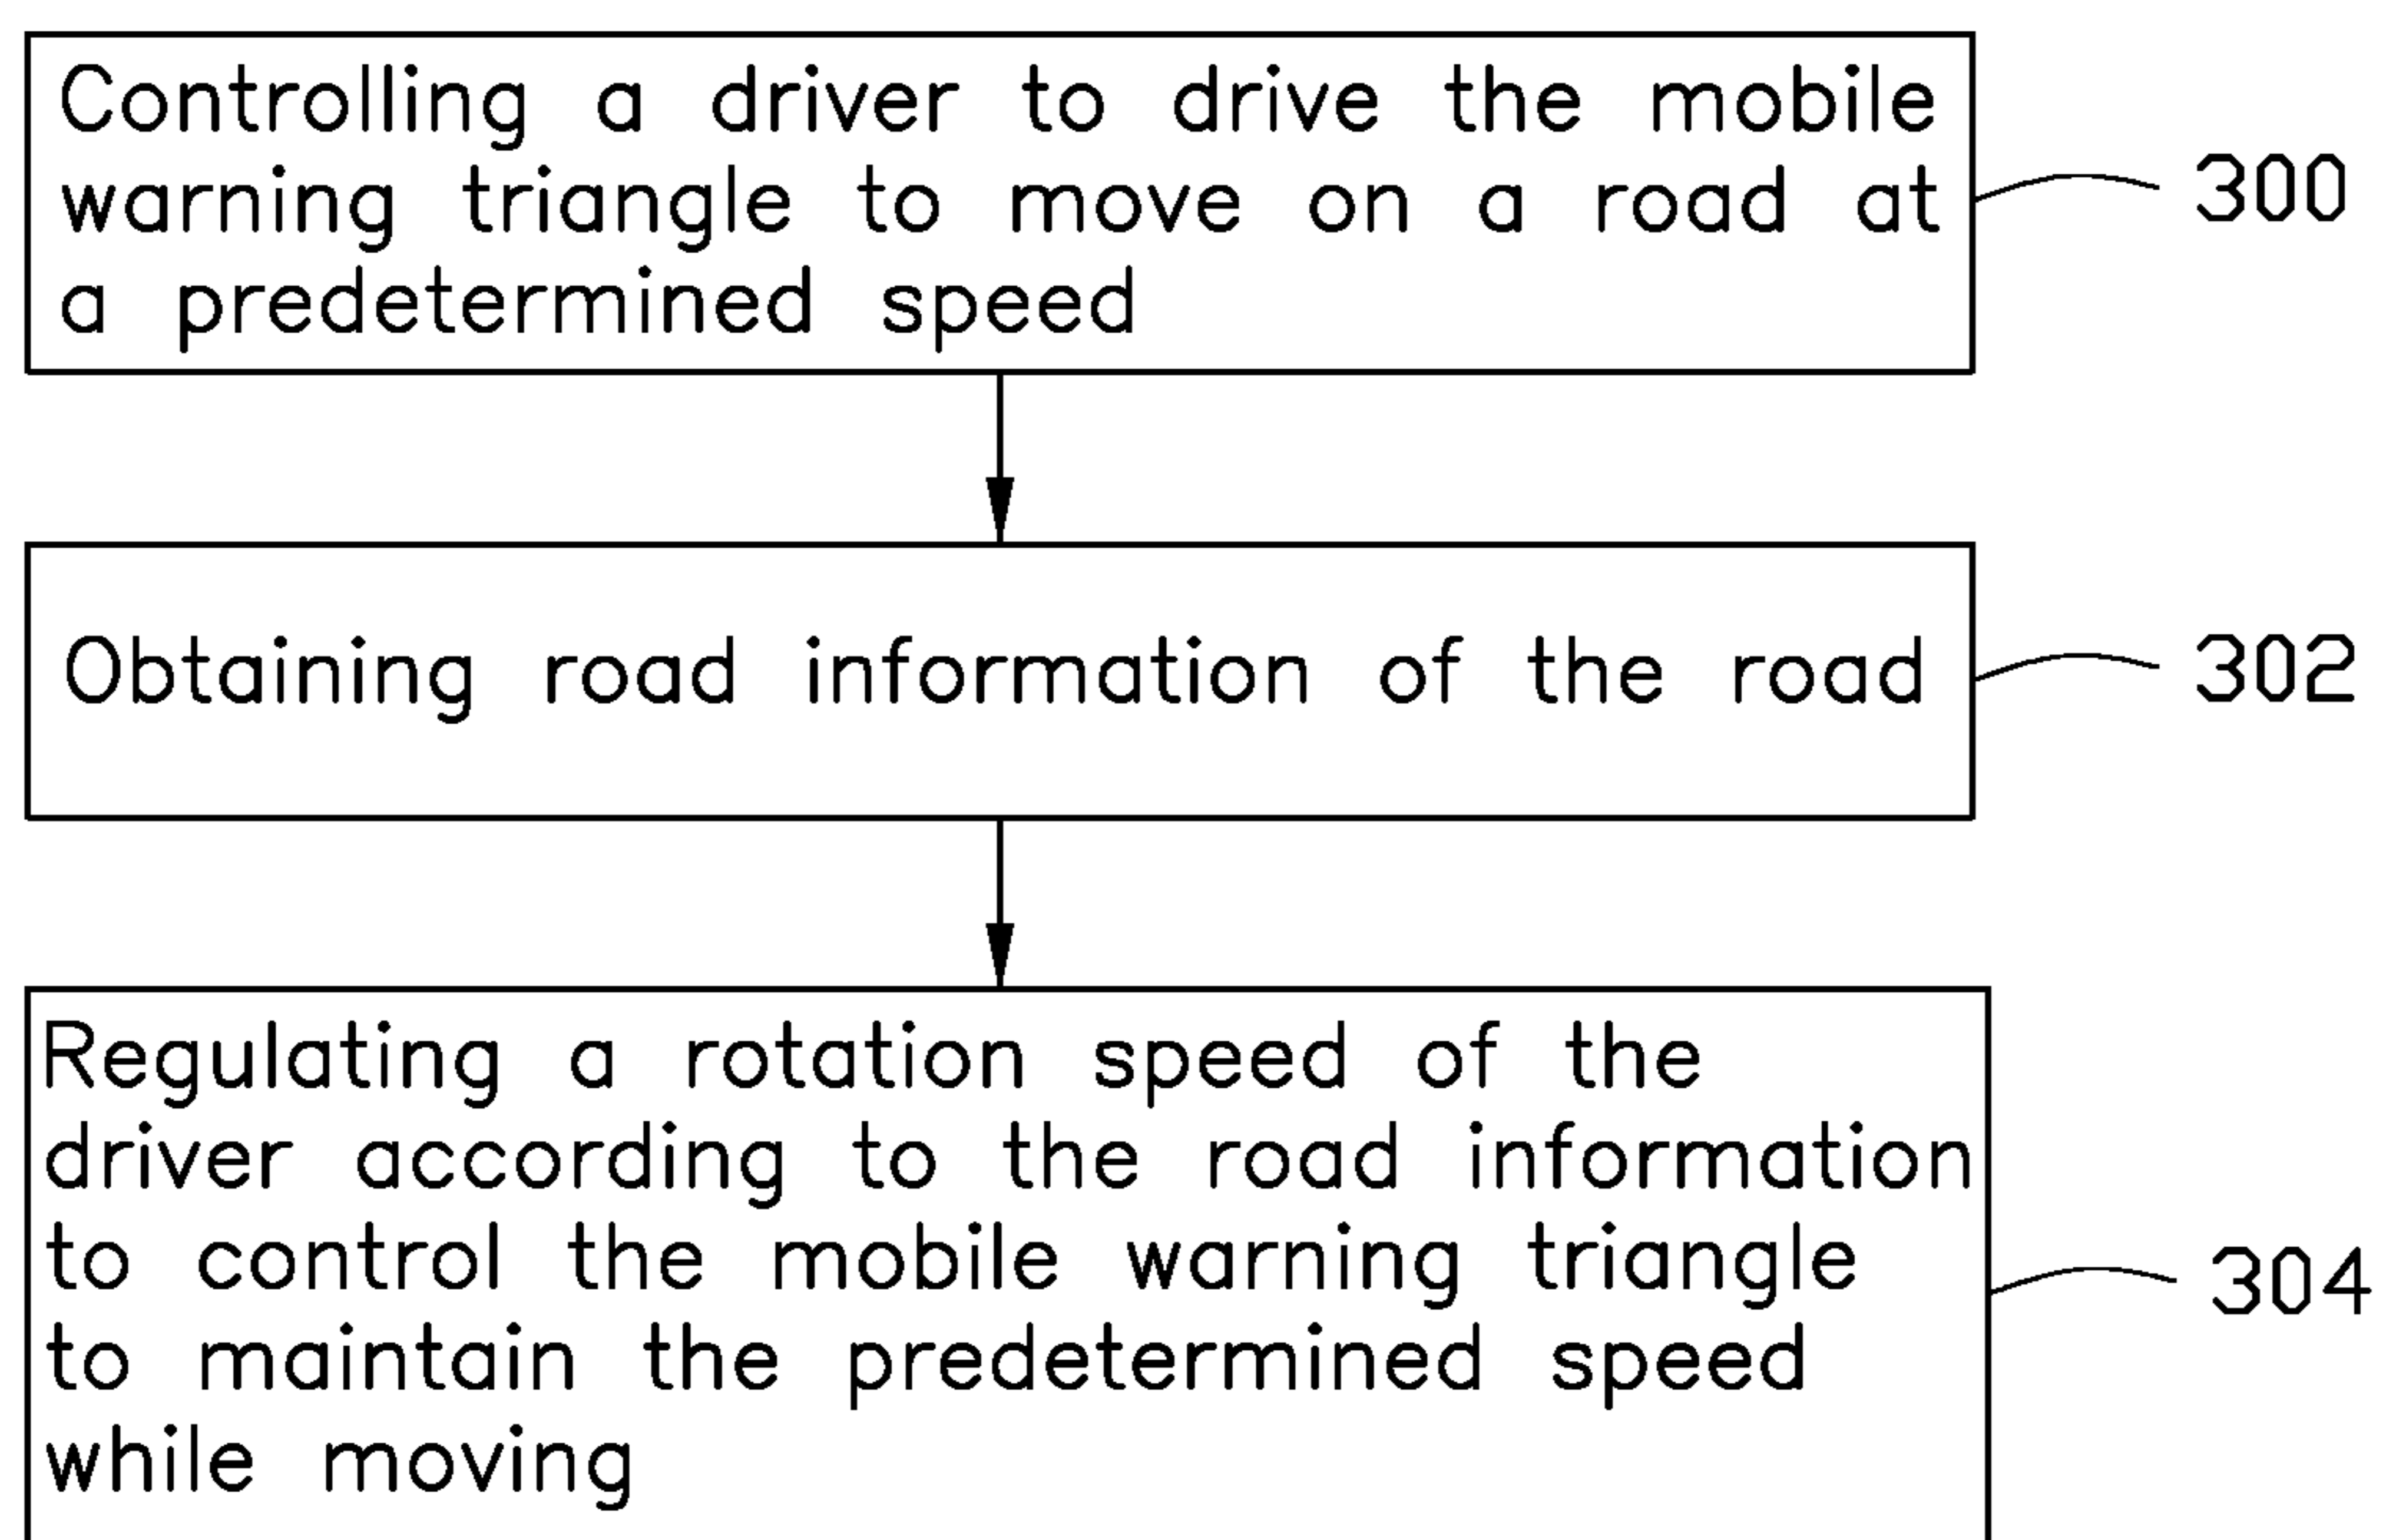 Controlling a driver to drive the mobile
warning triangle to move on a road at
a predetermined speed
300
Obtaining road information of the road
302
Regulating a rotation speed of the
driver according to the road information
to control the mobile warning triangle
to maintain the predetermined speed
while moving
304